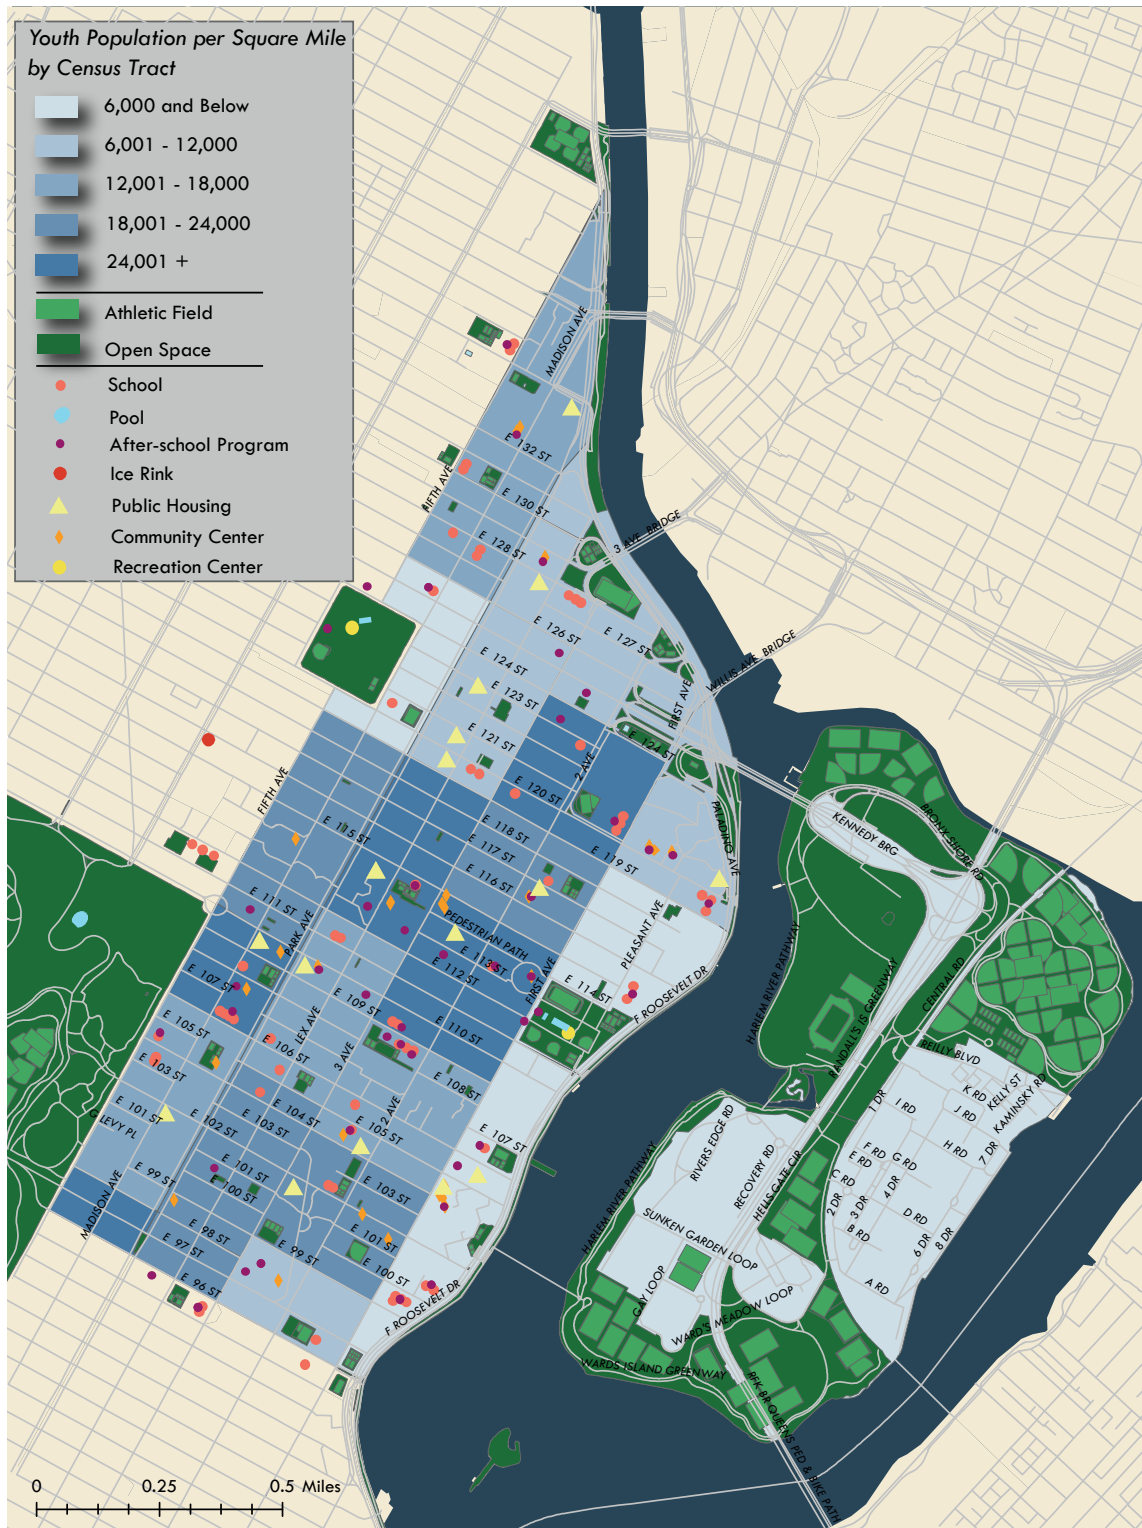 Youth Population per Square Mile
by Census Tract
6,000 and Below
6,001 - 12,000
12,001 - 18,000
18,001 - 24,000
24,001 +
Athletic Field
Open Space
School
Pool
After-school Program
Ice Rink
Public Housing
Community Center
Recreation Center
MADISON AVE
E 132 ST
FIFTH AVE
E 130 ST
E 128 ST
3 AVE BRIDGE
E 126 ST
E 127 ST
WILLIS AVE BRIDGE
E 124 ST
E 123 ST
FIRST AVE
E 121 ST
E 124 ST
2 AVE
FIFTH AVE
E 120 ST
PALADINO AVE
KENNEDY BRG
BRONX SHORE RD
E 115 ST
E 118 ST
E 117 ST
E 119 ST
E 116 ST
E 111 ST
PARK AVE
PEDESTRIAN PATH
PLEASANT AVE
E 113 ST
E 112 ST
FIRST AVE
E 114 ST
F ROOSEVELT DR
HARLEM RIVER PATHWAY
RANDALL'S IS GREENWAY
CENTRAL RD
E 107 ST
E 109 ST
E 105 ST
LEX AVE
E 110 ST
E 106 ST
3 AVE
REILLY BLVD
E 103 ST
E 108 ST
K RD
KELLY ST
KAMINSKY RD
1 DR
I RD
J RD
E 101 ST
G LEVY PL
E 102 ST
E 104 ST
E 103 ST
2 AVE
E 105 ST
E 107 ST
RIVERS EDGE RD
RECOVERY RD
HELLS GATE CIR
H RD
7 DR
F RD
E RD
G RD
C RD
4 DR
2 DR
3 DR
D RD
B RD
6 DR
8 DR
A RD
HARLEM RIVER PATHWAY
E 99 ST
E 101 ST
E 100 ST
E 103 ST
MADISON AVE
E 98 ST
E 97 ST
E 99 ST
E 101 ST
E 100 ST
E 96 ST
F ROOSEVELT DR
SUNKEN GARDEN LOOP
GAY LOOP
WARD'S MEADOW LOOP
WARDS ISLAND GREENWAY
RFK BR QUEENS PED & BIKE PATH
0 0.25 0.5 Miles